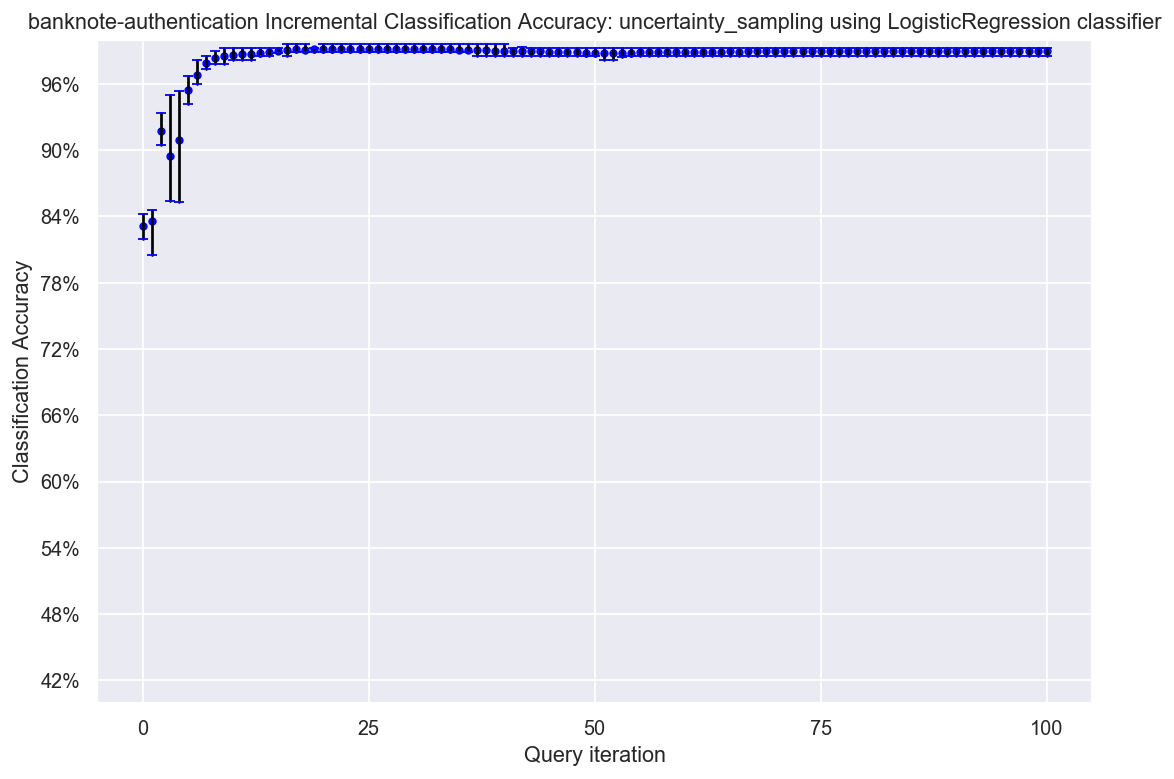 banknote-authentication Incremental Classification Accuracy: uncertainty_sampling using LogisticRegression classifier
96%
90%
84%
78%
72%
66%
60%
54%
48%
42%
Classification Accuracy
0 25 50 75 100
Query iteration